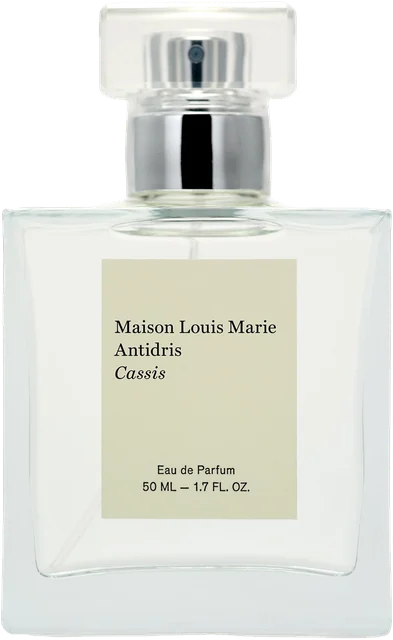 Maison Louis Marie
Antidris
Cassis
Eau de Parfum
50 ML — 1.7 FL. OZ.